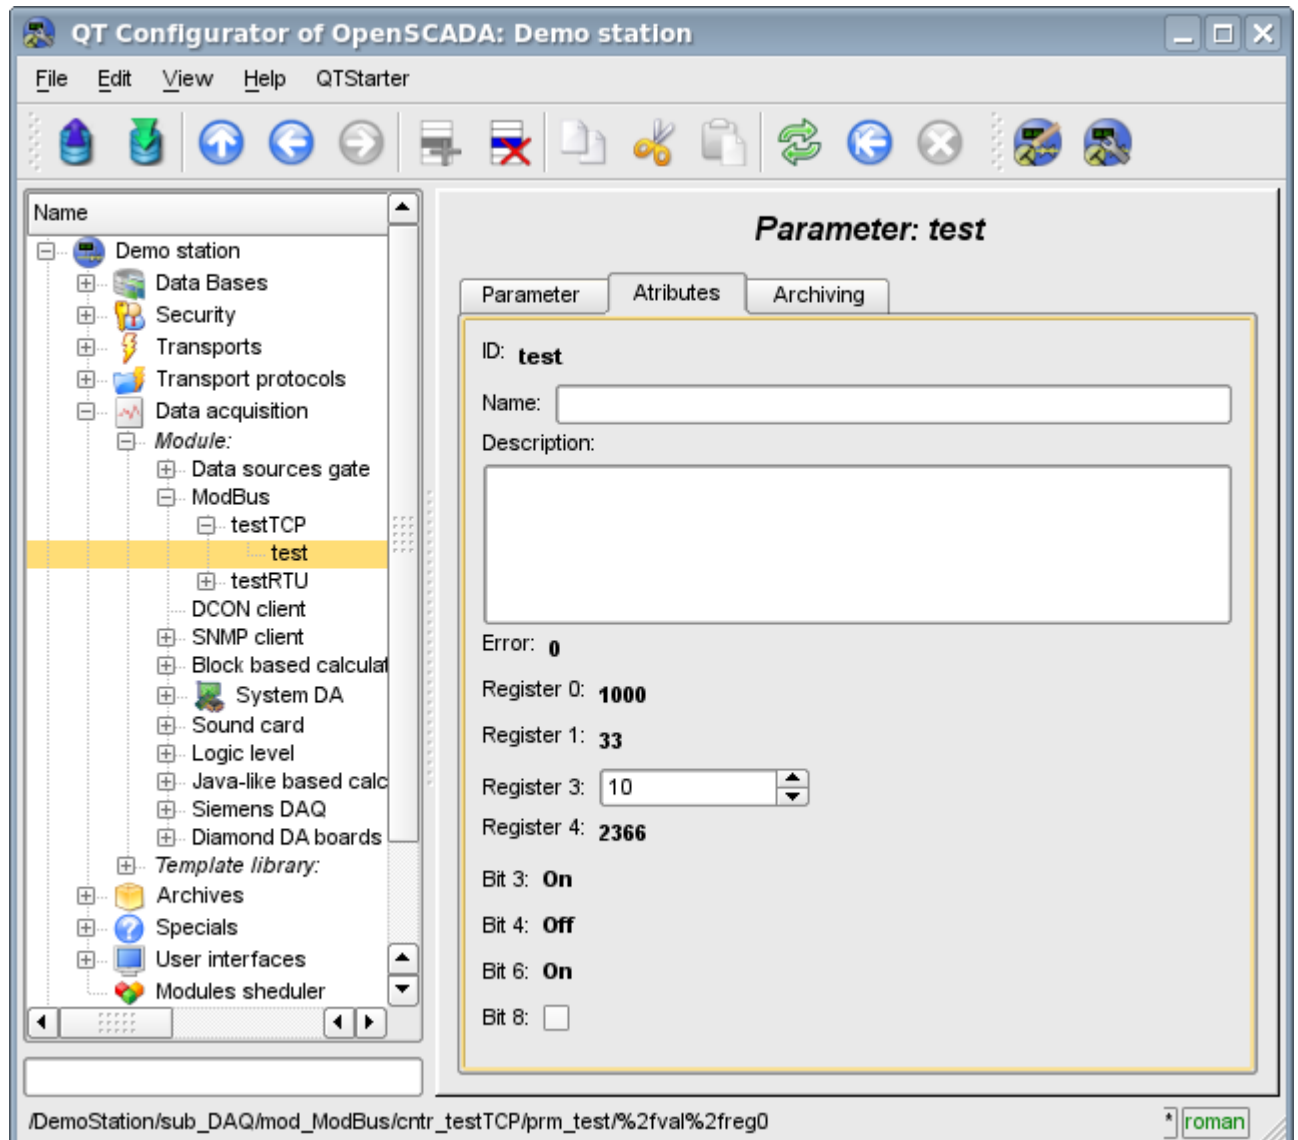 QT Configurator of OpenSCADA: Demo station
File Edit View Help QTStarter
Name
Demo station
Data Bases
Security
Transports
Transport protocols
Data acquisition
Module:
Data sources gate
ModBus
testTCP
test
testRTU
DCON client
SNMP client
Block based calculat
System DA
Sound card
Logic level
Java-like based calc
Siemens DAQ
Diamond DA boards
Template library:
Archives
Specials
User interfaces
Modules sheduler
Parameter: test
Parameter Atributes Archiving
ID: test
Name:
Description:
Error: 0
Register 0: 1000
Register 1: 33
Register 3: 10
Register 4: 2366
Bit 3: On
Bit 4: Off
Bit 6: On
Bit 8:
/DemoStation/sub_DAQ/mod_ModBus/cntr_testTCP/prm_test/%2fval%2freg0
* roman